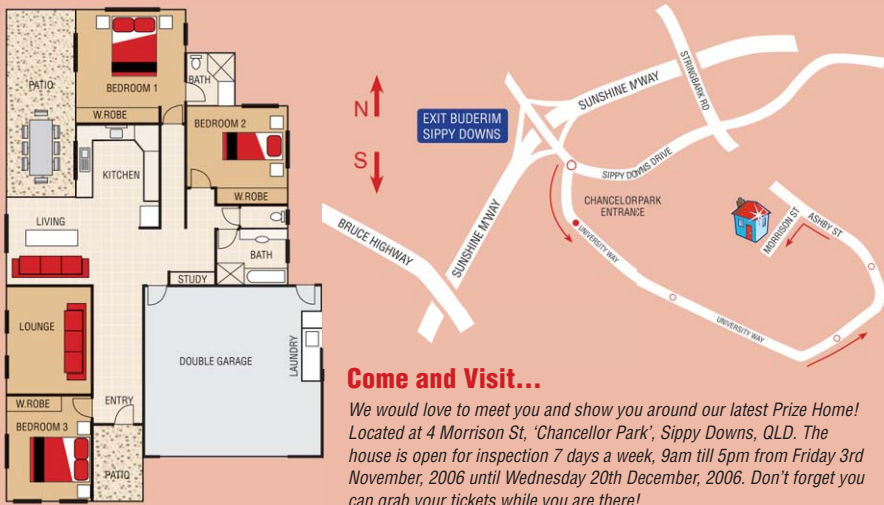 PATIO
BEDROOM 1
BATH
W.ROBE
BEDROOM 2
KITCHEN
W.ROBE
LIVING
BATH
STUDY
LOUNGE
DOUBLE GARAGE
LAUNDRY
W.ROBE
ENTRY
BEDROOM 3
PATIO
N
S
EXIT BUDERIM
SIPPY DOWNS
SUNSHINE M'WAY
STRINGBARK RD
SIPPY DOWNS DRIVE
CHANCELOR PARK
ENTRANCE
BRUCE HIGHWAY
SUNSHINE M'WAY
UNIVERSITY WAY
MORRISON ST
ASHBY ST
UNIVERSITY WAY
Come and Visit...
We would love to meet you and show you around our latest Prize Home!
Located at 4 Morrison St, ‘Chancellor Park’, Sippy Downs, QLD. The
house is open for inspection 7 days a week, 9am till 5pm from Friday 3rd
November, 2006 until Wednesday 20th December, 2006. Don’t forget you
can grab your tickets while you are there!